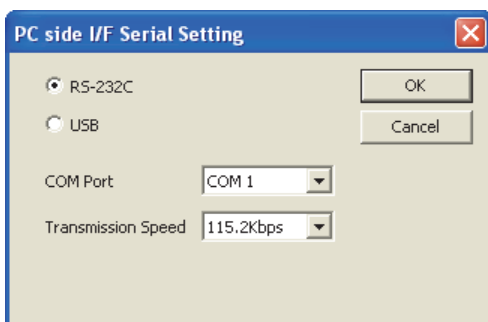 PC side I/F Serial Setting
RS-232C
OK
USB
Cancel
COM Port COM 1
Transmission Speed 115.2Kbps